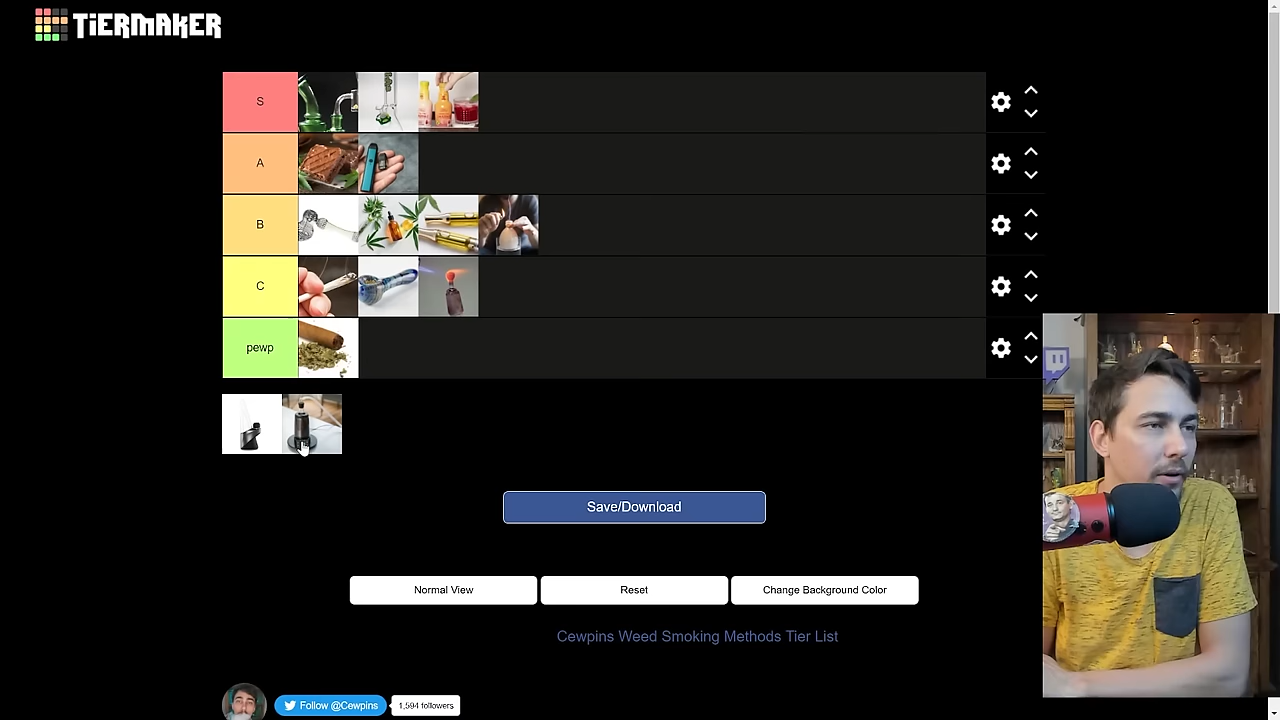 TiERMAKER
S
A
B
C
pewp
Save/Download
Normal View
Reset
Change Background Color
Cewpins Weed Smoking Methods Tier List
Follow @Cewpins
1,594 followers